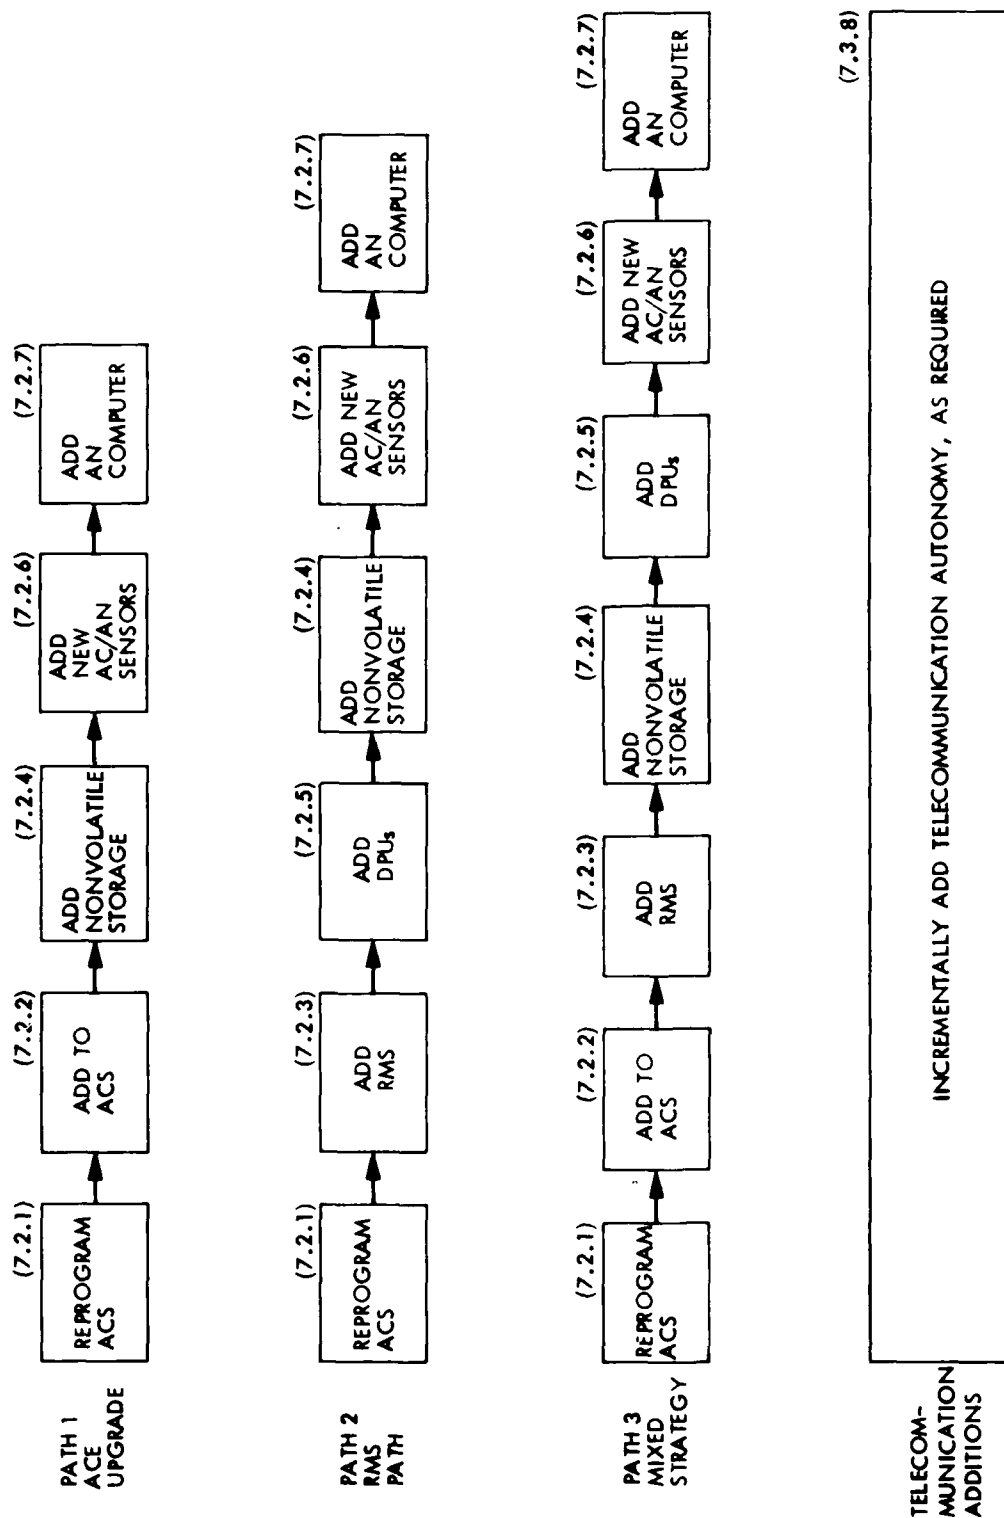 PATH 1
ACE
UPGRADE
(7.2.1)
REPROGRAM
ACS
(7.2.2)
ADD TO
ACS
(7.2.4)
ADD
NONVOLATILE
STORAGE
(7.2.6)
ADD
NEW
AC/AN
SENSORS
(7.2.7)
ADD
AN
COMPUTER
PATH 2
RMS
PATH
(7.2.1)
REPROGRAM
ACS
(7.2.3)
ADD
RMS
(7.2.5)
ADD
DPUs
(7.2.4)
ADD
NONVOLATILE
STORAGE
(7.2.6)
ADD NEW
AC/AN
SENSORS
(7.2.7)
ADD
AN
COMPUTER
PATH 3
MIXED
STRATEGY
(7.2.1)
REPROGRAM
ACS
(7.2.2)
ADD TO
ACS
(7.2.3)
ADD
RMS
(7.2.4)
ADD
NONVOLATILE
STORAGE
(7.2.5)
ADD
DPUs
(7.2.6)
ADD NEW
AC/AN
SENSORS
(7.2.7)
ADD
AN
COMPUTER
TELECOM-
MUNICATION
ADDITIONS
(7.3.8)
INCREMENTALLY ADD TELECOMMUNICATION AUTONOMY, AS REQUIRED